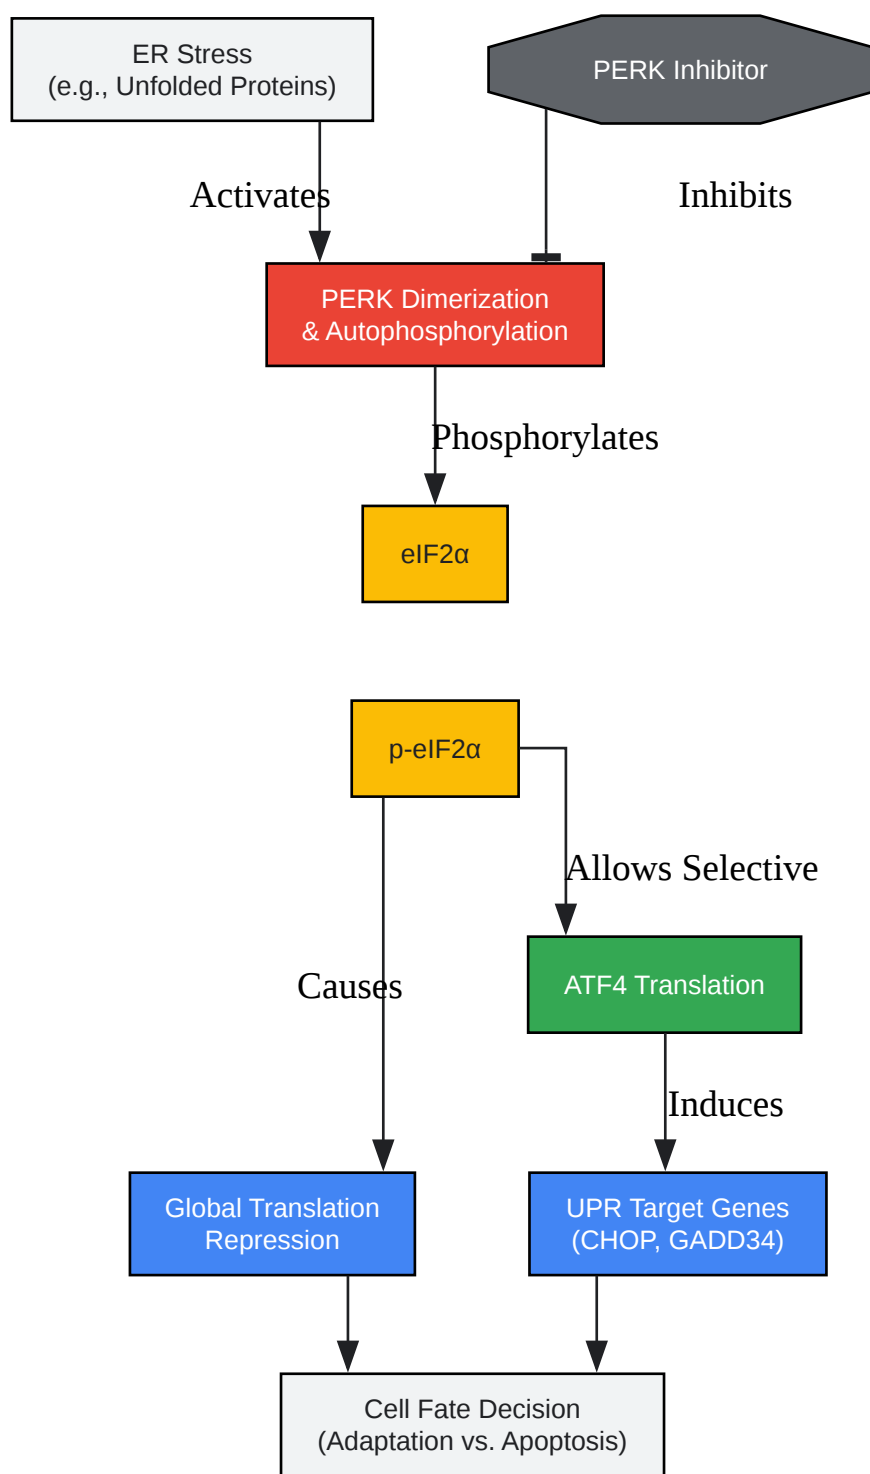 ER Stress
(e.g., Unfolded Proteins)
PERK Inhibitor
Activates
Inhibits
PERK Dimerization
& Autophosphorylation
Phosphorylates
eIF2α
p-eIF2α
Allows Selective
Causes
ATF4 Translation
Induces
Global Translation
Repression
UPR Target Genes
(CHOP, GADD34)
Cell Fate Decision
(Adaptation vs. Apoptosis)